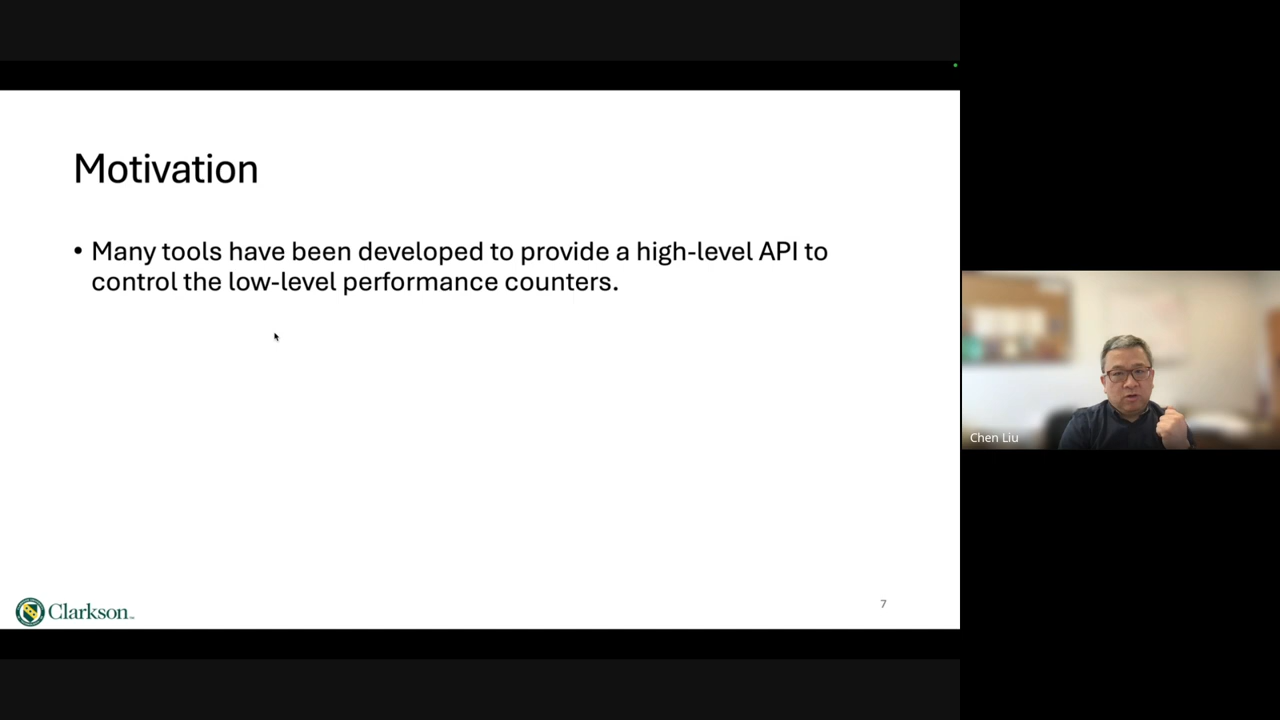 Motivation
• Many tools have been developed to provide a high-level API to
control the low-level performance counters.
Chen Liu
Clarkson
7